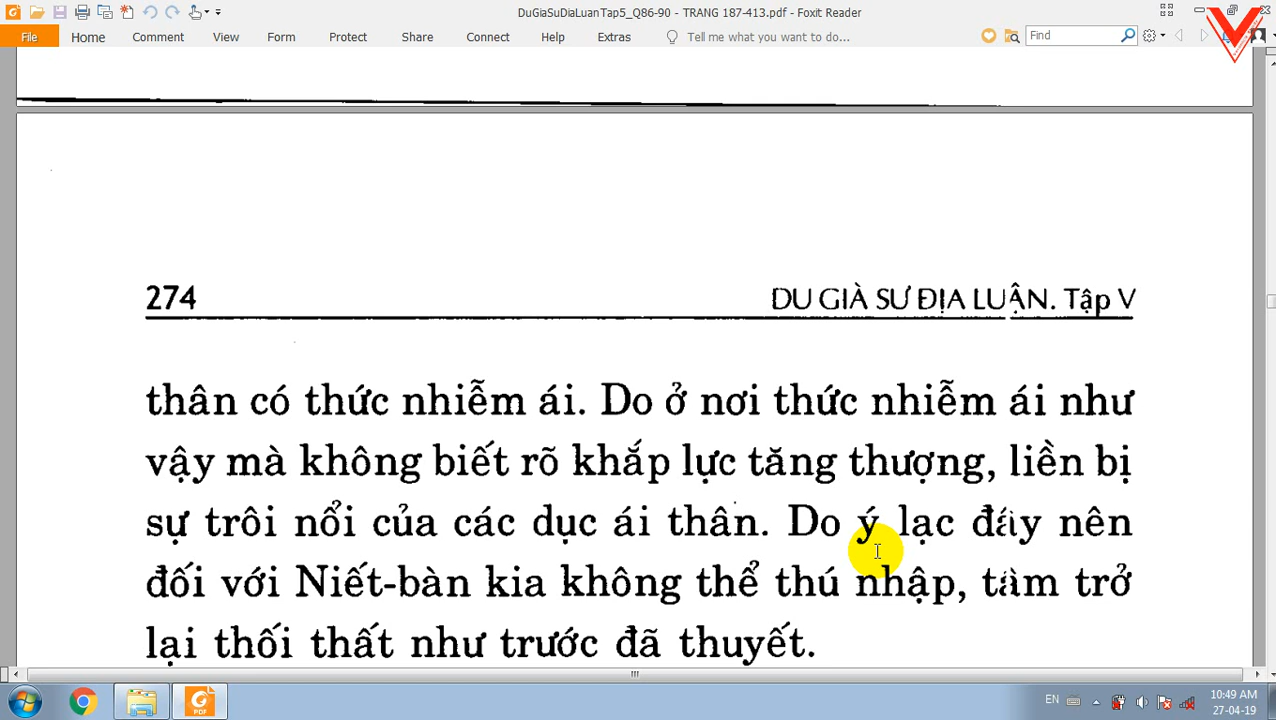 DuGiaSuDiaLuanTap5_Q86-90 - TRANG 187-413.pdf - Foxit Reader
File Home Comment View Form Protect Share Connect Help Extras Tell me what you want to do... Find
274 DU GIÀ SƯ ĐỊA LUẬN. Tập V
thân có thức nhiễm ái. Do ở nơi thức nhiễm ái như
vậy mà không biết rõ khắp lực tăng thượng, liền bị
sự trôi nổi của các dục ái thân. Do ý lạc đấy nên
đối với Niết-bàn kia không thể thú nhập, tâm trở
lại thối thất như trước đã thuyết.
PDF
EN 10:49 AM
27-04-19